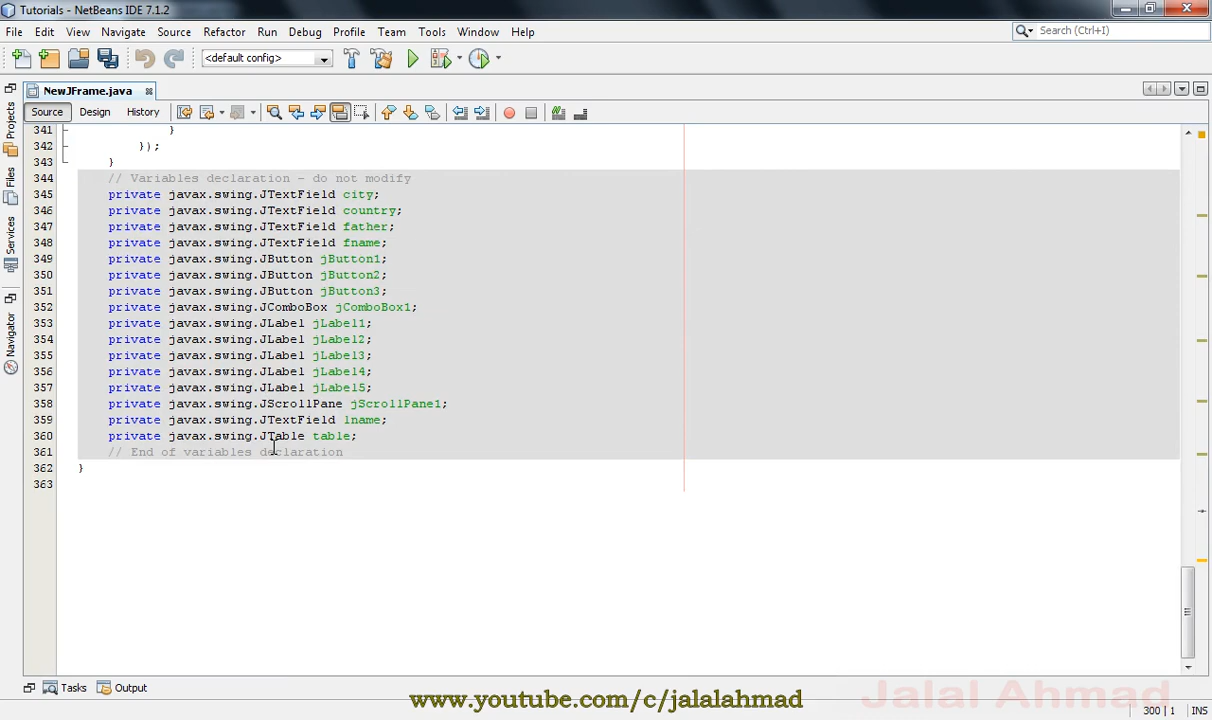 Tutorials - NetBeans IDE 7.1.2
File Edit View Navigate Source Refactor Run Debug Profile Team Tools Window Help
Search (Ctrl+I)
<default config>
NewJFrame.java
Source Design History
Projects
Files
Services
Navigator
341 }
342 });
343 }
344 // Variables declaration - do not modify
345 private javax.swing.JTextField city;
346 private javax.swing.JTextField country;
347 private javax.swing.JTextField father;
348 private javax.swing.JTextField fname;
349 private javax.swing.JButton jButton1;
350 private javax.swing.JButton jButton2;
351 private javax.swing.JButton jButton3;
352 private javax.swing.JComboBox jComboBox1;
353 private javax.swing.JLabel jLabel1;
354 private javax.swing.JLabel jLabel2;
355 private javax.swing.JLabel jLabel3;
356 private javax.swing.JLabel jLabel4;
357 private javax.swing.JLabel jLabel5;
358 private javax.swing.JScrollPane jScrollPane1;
359 private javax.swing.JTextField lname;
360 private javax.swing.JTable table;
361 // End of variables declaration
362 }
363
Tasks Output
www.youtube.com/c/jalalahmad
Jalal Ahmad
300 | 1 INS